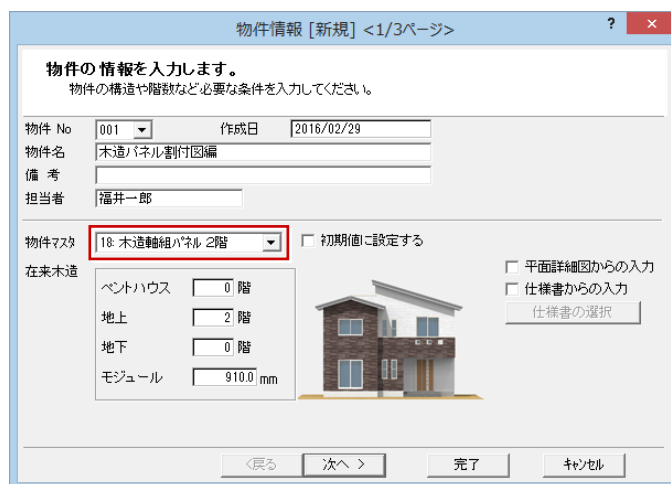 物件情報 [新規] <1/3ページ>
? ×
物件の情報を入力します。
物件の構造や階数など必要な条件を入力してください。
物件 No 001 作成日 2016/02/29
物件名 木造パネル割付図編
備 考
担当者 福井一郎
物件マスタ 18: 木造軸組パネル 2階 初期値に設定する
在来木造
ペントハウス 0 階
地上 2 階
地下 0 階
モジュール 910.0 mm
平面詳細図からの入力
仕様書からの入力
仕様書の選択
<戻る 次へ > 完了 キャンセル